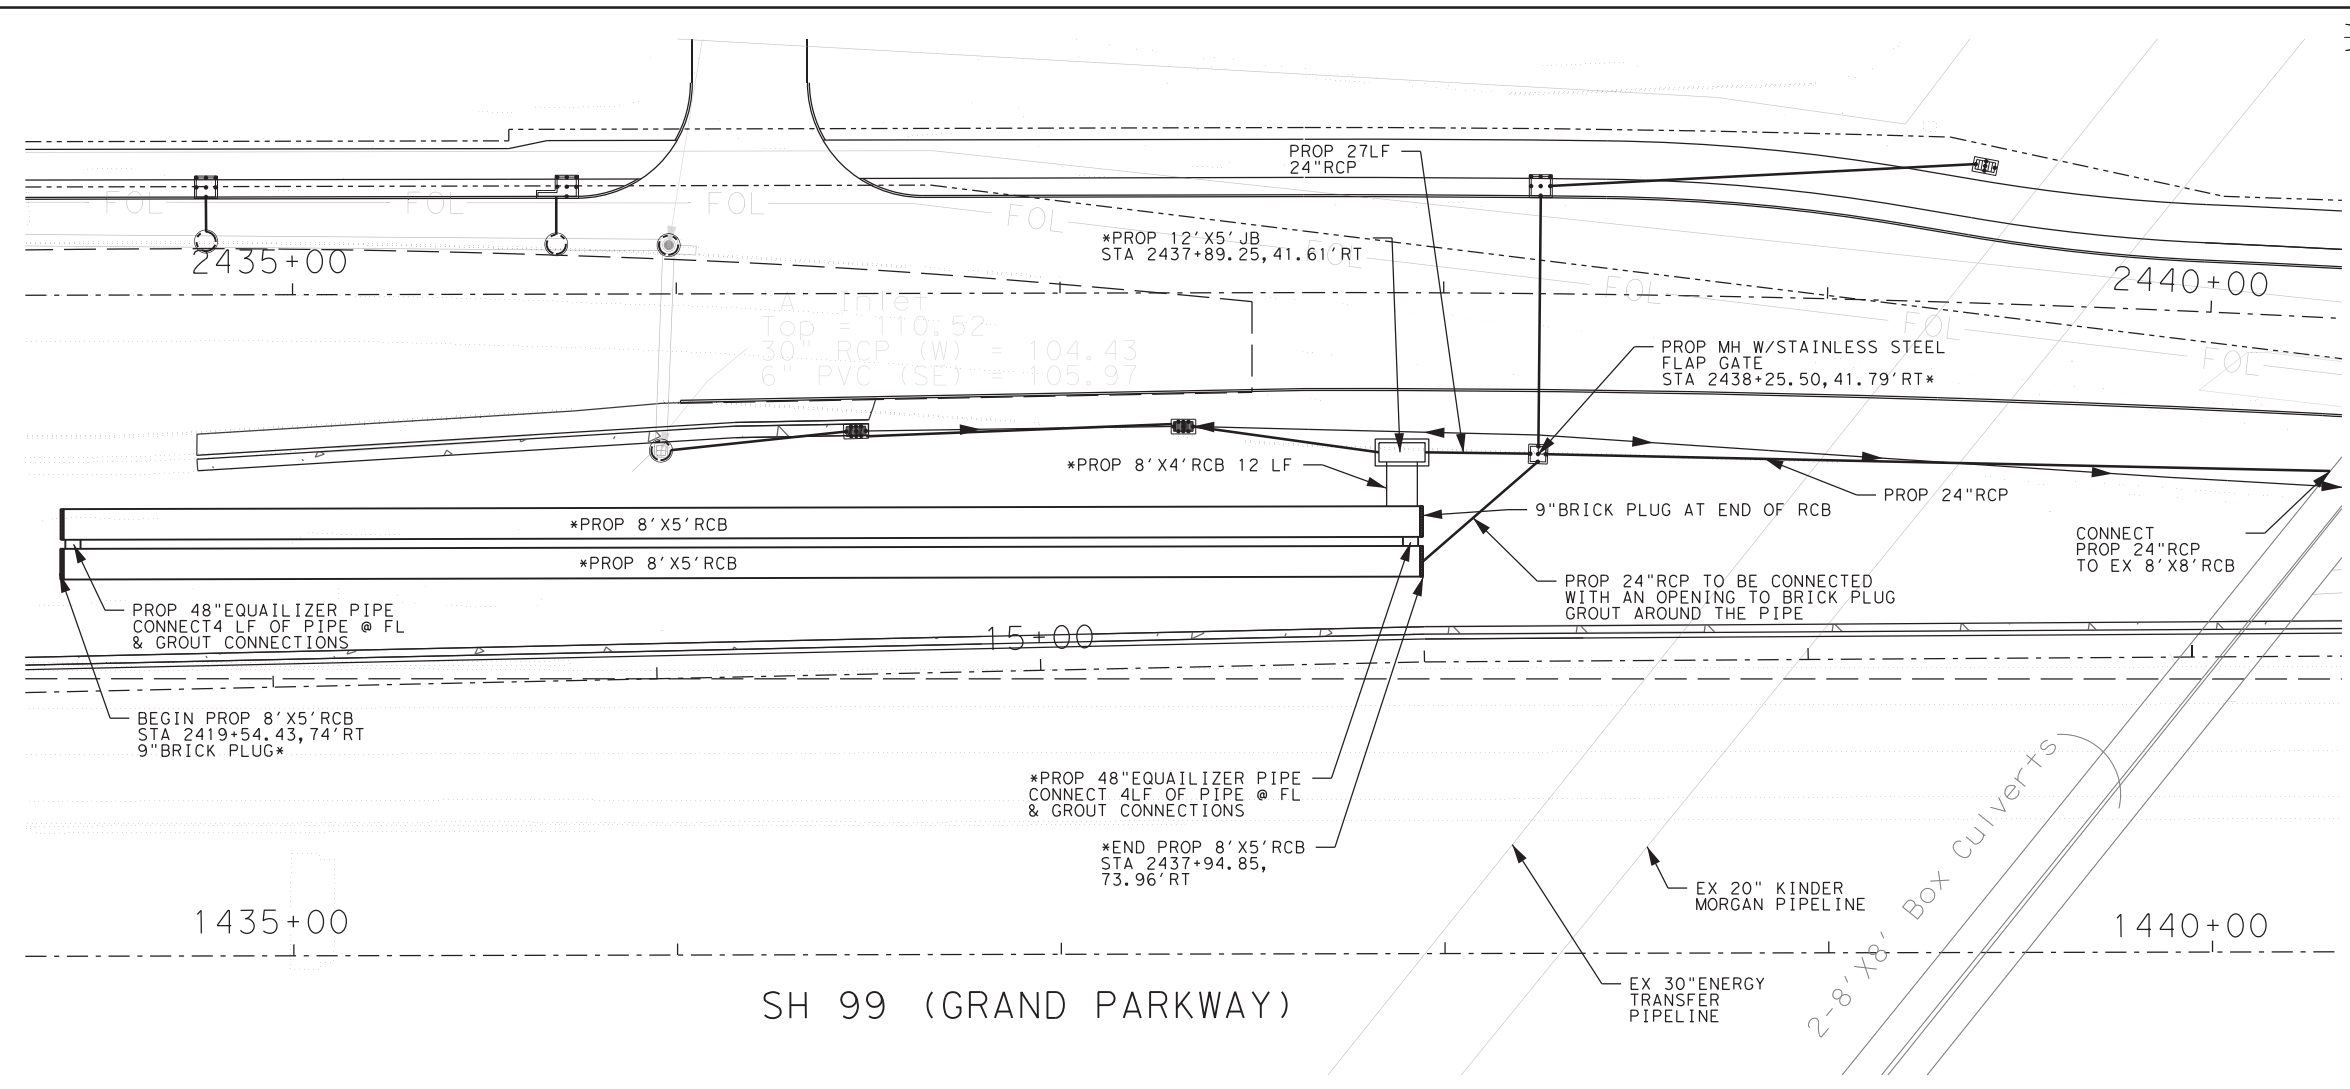 PROP 27LF
24"RCP
FOL
FOL
FOL
FOL
*PROP 12'X5'JB
STA 2437+89.25,41.61'RT
FOL
2435+00
FOL
2440+00
"A" Inlet
Top = 110.52
30" RCP (W) = 104.43
6" PVC (SE) = 105.97
FOL
FOL
PROP MH W/STAINLESS STEEL
FLAP GATE
STA 2438+25.50,41.79'RT*
*PROP 8'X4'RCB 12 LF
PROP 24"RCP
9"BRICK PLUG AT END OF RCB
*PROP 8'X5'RCB
CONNECT
PROP 24"RCP
TO EX 8'X8'RCB
*PROP 8'X5'RCB
PROP 24"RCP TO BE CONNECTED
WITH AN OPENING TO BRICK PLUG
GROUT AROUND THE PIPE
PROP 48"EQUAILIZER PIPE
CONNECT4 LF OF PIPE @ FL
& GROUT CONNECTIONS
15+00
BEGIN PROP 8'X5'RCB
STA 2419+54.43,74'RT
9"BRICK PLUG*
*PROP 48"EQUAILIZER PIPE
CONNECT 4LF OF PIPE @ FL
& GROUT CONNECTIONS
*END PROP 8'X5'RCB
STA 2437+94.85,
73.96'RT
2-8'X8' Box Culverts
EX 20" KINDER
MORGAN PIPELINE
1435+00
1440+00
EX 30"ENERGY
TRANSFER
PIPELINE
SH 99 (GRAND PARKWAY)